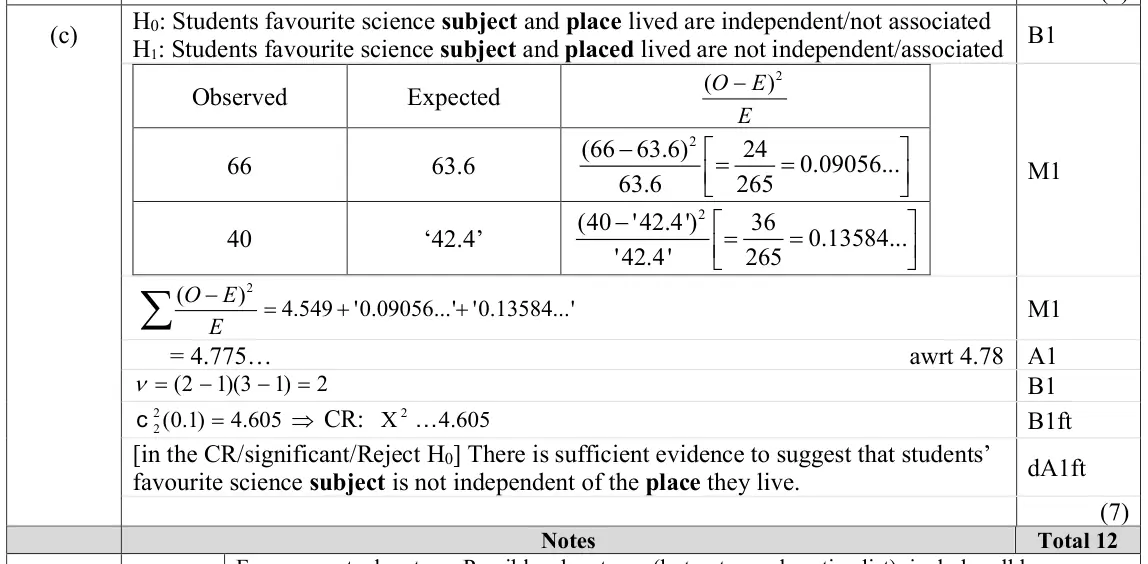 (c)
H₀: Students favourite science subject and place lived are independent/not associated
H₁: Students favourite science subject and placed lived are not independent/associated
B1
Observed Expected (O − E)²/E
66 63.6 (66 − 63.6)²/63.6 [= 24/265 = 0.09056...]
M1
40 ‘42.4’ (40 − '42.4')²/'42.4' [= 36/265 = 0.13584...]
∑ (O − E)²/E = 4.549 + '0.09056...'+ '0.13584...' M1
= 4.775… awrt 4.78 A1
ν = (2 − 1)(3 − 1) = 2 B1
c²₂(0.1) = 4.605 ⇒ CR: X² …4.605 B1ft
[in the CR/significant/Reject H₀] There is sufficient evidence to suggest that students’
favourite science subject is not independent of the place they live.
dA1ft
(7)
Notes Total 12